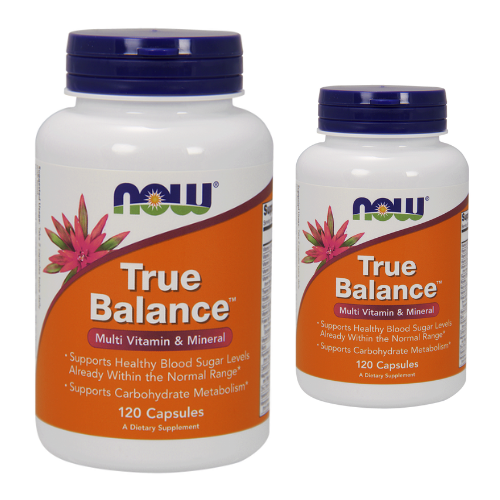 NOW®
True
Balance™
Multi Vitamin & Mineral
• Supports Healthy Blood Sugar Levels
Already Within the Normal Range*
• Supports Carbohydrate Metabolism*
120 Capsules
A Dietary Supplement
NOW®
True
Balance™
Multi Vitamin & Mineral
• Supports Healthy Blood Sugar Levels
Already Within the Normal Range*
• Supports Carbohydrate Metabolism*
120 Capsules
A Dietary Supplement